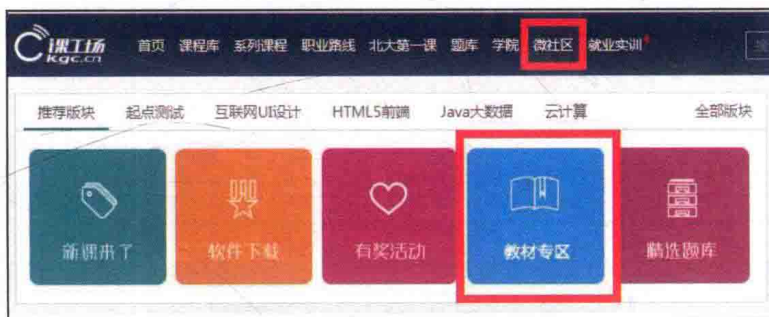 课工场 首页 课程库 系列课程 职业路线 北大第一课 题库 学院 微社区 就业实训
kgc.cn
推荐版块 起点测试 互联网UI设计 HTML5前端 Java大数据 云计算 全部版块
新课来了 软件下载 有奖活动 教材专区 精选题库